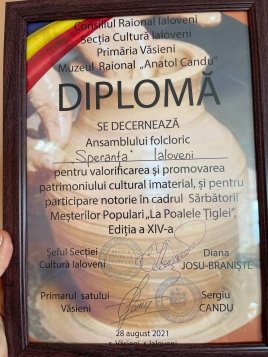 Consiliul Raional Ialoveni
Secția Cultură Ialoveni
Primăria Văsieni
Muzeul Raional „Anatol Candu”
DIPLOMĂ
SE DECERNEAZĂ
Ansamblului folcloric
„Speranța” Ialoveni
pentru valorificarea și promovarea
patrimoniului cultural imaterial, și pentru
participare notorie în cadrul Sărbătorii
Meșterilor Populari „La Poalele Țiglei”,
Ediția a XIV-a
Șeful Secției Diana
Cultură Ialoveni JOSU-BRANIȘTE
Primarul satului Sergiu
Văsieni CANDU
28 august 2021
s. Văsieni, r. Ialoveni